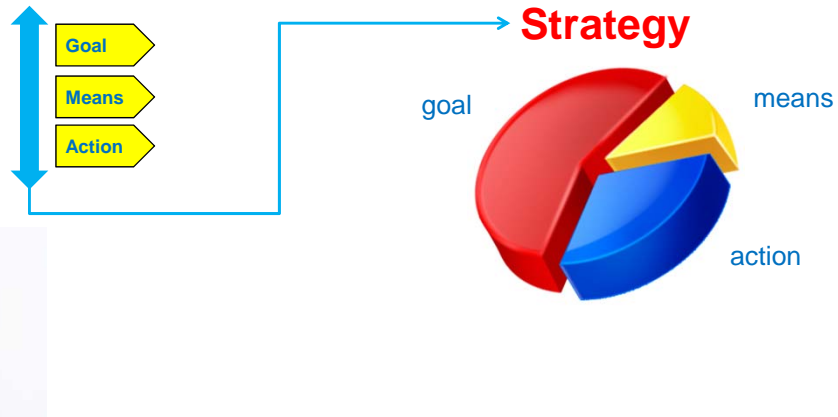 Strategy
Goal
Means
Action
goal
means
action